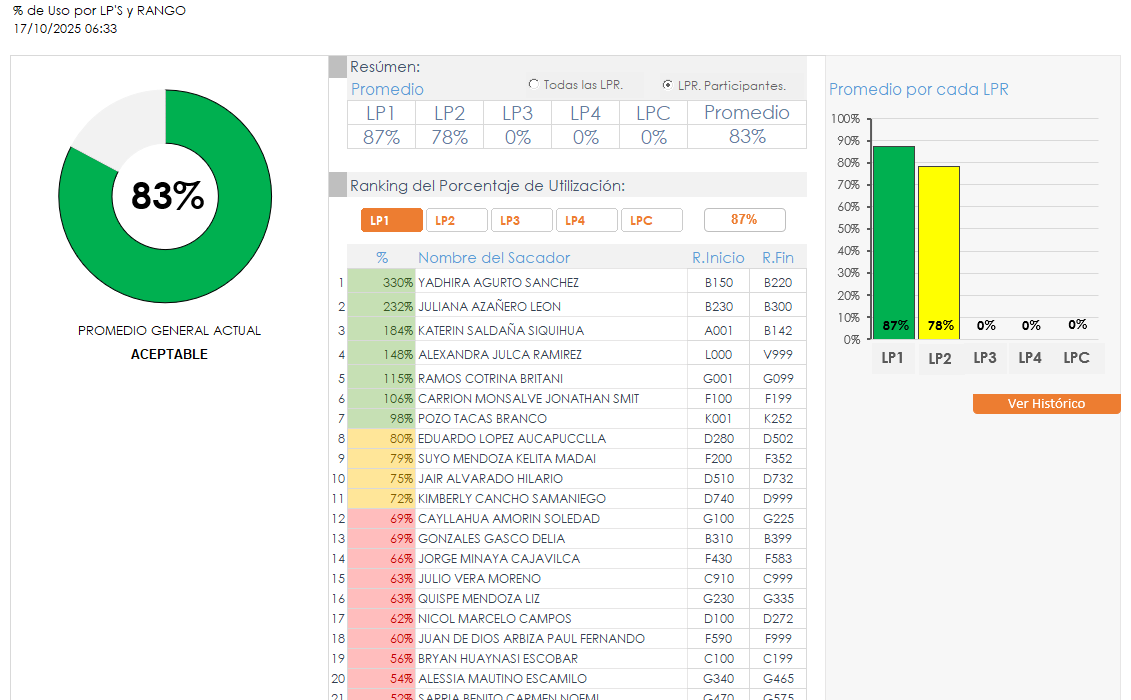 % de Uso por LP'S y RANGO
17/10/2025 06:33
83%
PROMEDIO GENERAL ACTUAL
ACEPTABLE
Resúmen:
Promedio
Todas las LPR.
LPR. Participantes.
LP1 LP2 LP3 LP4 LPC Promedio
87% 78% 0% 0% 0% 83%
Ranking del Porcentaje de Utilización:
LP1 LP2 LP3 LP4 LPC 87%
% Nombre del Sacador R.Inicio R.Fin
1 330% YADHIRA AGURTO SANCHEZ B150 B220
2 232% JULIANA AZAÑERO LEON B230 B300
3 184% KATERIN SALDAÑA SIQUIHUA A001 B142
4 148% ALEXANDRA JULCA RAMIREZ L000 V999
5 115% RAMOS COTRINA BRITANI G001 G099
6 106% CARRION MONSALVE JONATHAN SMIT F100 F199
7 98% POZO TACAS BRANCO K001 K252
8 80% EDUARDO LOPEZ AUCAPUCCLLA D280 D502
9 79% SUYO MENDOZA KELITA MADAI F200 F352
10 75% JAIR ALVARADO HILARIO D510 D732
11 72% KIMBERLY CANCHO SAMANIEGO D740 D999
12 69% CAYLLAHUA AMORIN SOLEDAD G100 G225
13 69% GONZALES GASCO DELIA B310 B399
14 66% JORGE MINAYA CAJAVILCA F430 F583
15 63% JULIO VERA MORENO C910 C999
16 63% QUISPE MENDOZA LIZ G230 G335
17 62% NICOL MARCELO CAMPOS D100 D272
18 60% JUAN DE DIOS ARBIZA PAUL FERNANDO F590 F999
19 56% BRYAN HUAYNASI ESCOBAR C100 C199
20 54% ALESSIA MAUTINO ESCAMILO G340 G465
21 52% SARRIA BENITO CARMEN NOEMI G470 G575
Promedio por cada LPR
100%
90%
80%
70%
60%
50%
40%
30%
20%
10%
0%
87% 78% 0% 0% 0%
LP1 LP2 LP3 LP4 LPC
Ver Histórico